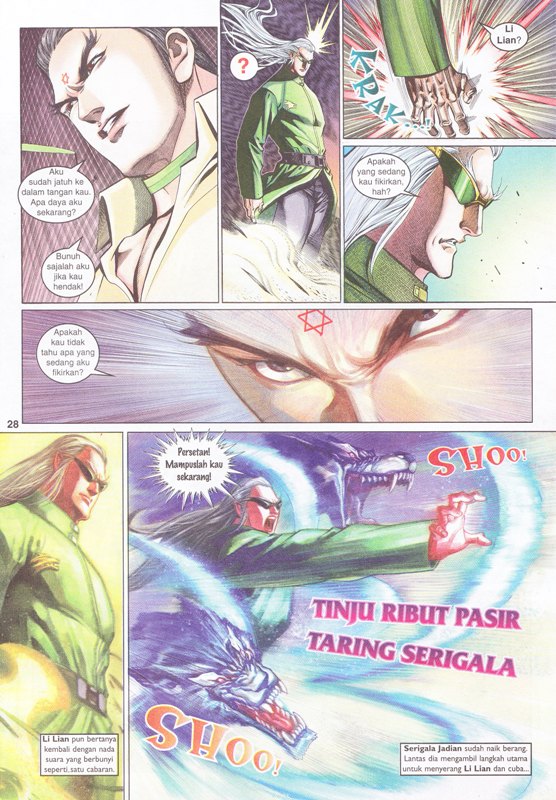 Aku
sudah jatuh ke
dalam tangan kau.
Apa daya aku
sekarang?
Bunuh
sajalah aku
jika kau
hendak!
?
Li
Lian?
K-RAK...!
Apakah
yang sedang
kau fikirkan,
hah?
Apakah
kau tidak
tahu apa yang
sedang aku
fikirkan?
28
Li Lian pun bertanya
kembali dengan nada
suara yang berbunyi
seperti satu cabaran.
Persetan!
Mampuslah kau
sekarang!
SHOO!
TINJU RIBUT PASIR
TARING SERIGALA
SHOO!
Serigala Jadian sudah naik berang.
Lantas dia mengambil langkah utama
untuk menyerang Li Lian dan cuba...